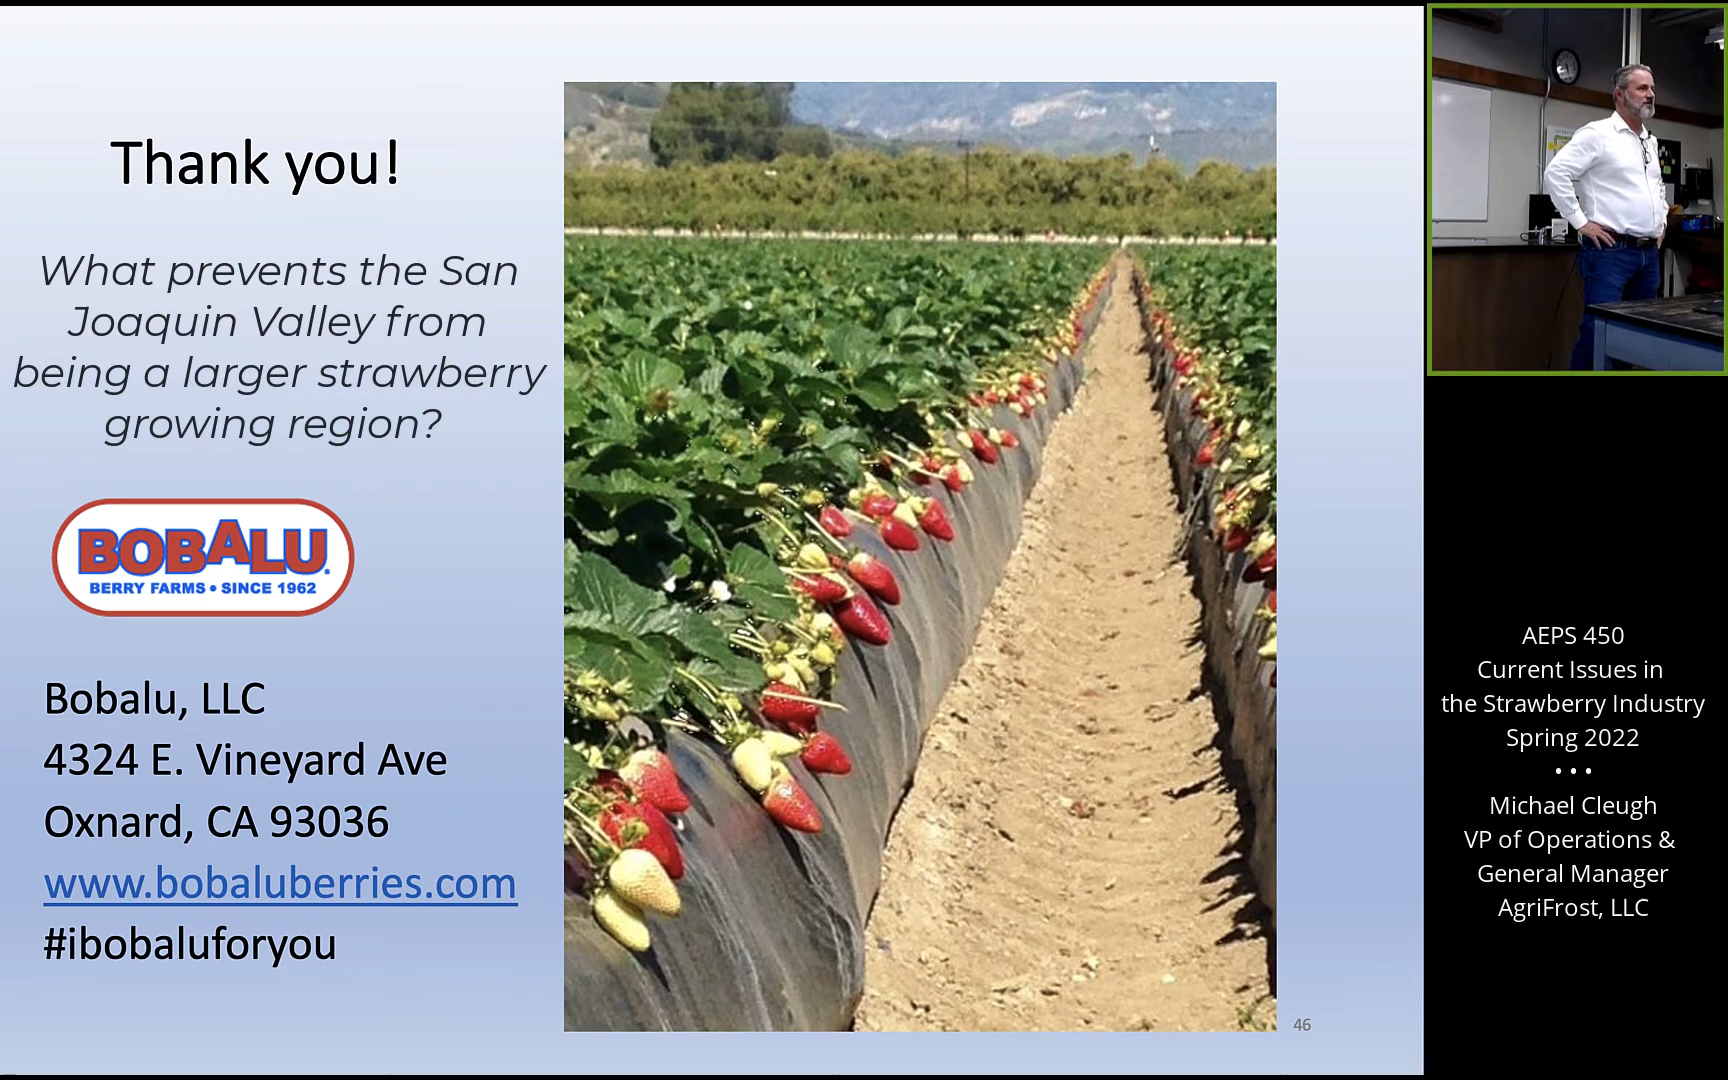 Thank you!
What prevents the San
Joaquin Valley from
being a larger strawberry
growing region?
BOBALU.
BERRY FARMS • SINCE 1962
Bobalu, LLC
4324 E. Vineyard Ave
Oxnard, CA 93036
www.bobaluberries.com
#ibobaluforyou
46
AEPS 450
Current Issues in
the Strawberry Industry
Spring 2022
• • •
Michael Cleugh
VP of Operations &
General Manager
AgriFrost, LLC